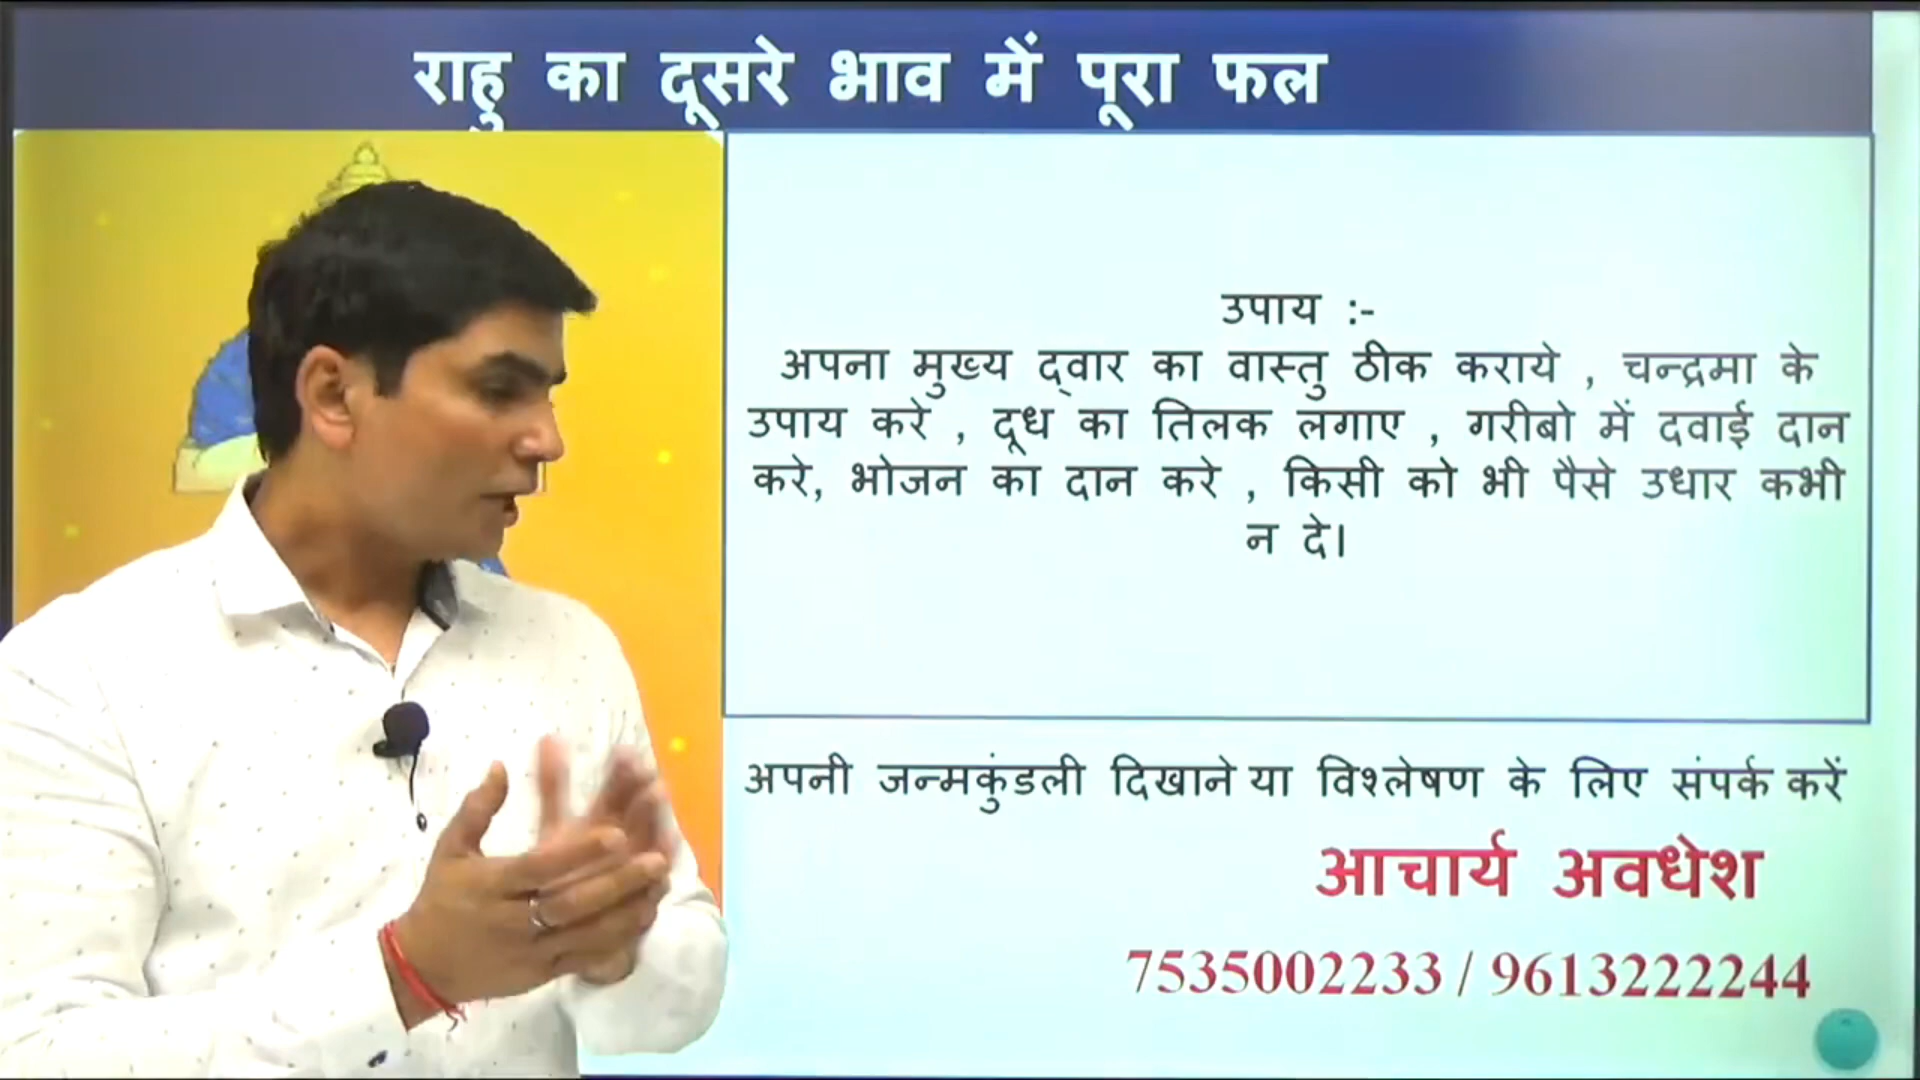 राहु का दूसरे भाव में पूरा फल
उपाय :-
अपना मुख्य द्वार का वास्तु ठीक कराये , चन्द्रमा के
उपाय करे , दूध का तिलक लगाए , गरीबो में दवाई दान
करे, भोजन का दान करे , किसी को भी पैसे उधार कभी
न दे।
अपनी जन्मकुंडली दिखाने या विश्लेषण के लिए संपर्क करें
आचार्य अवधेश
7535002233 / 9613222244